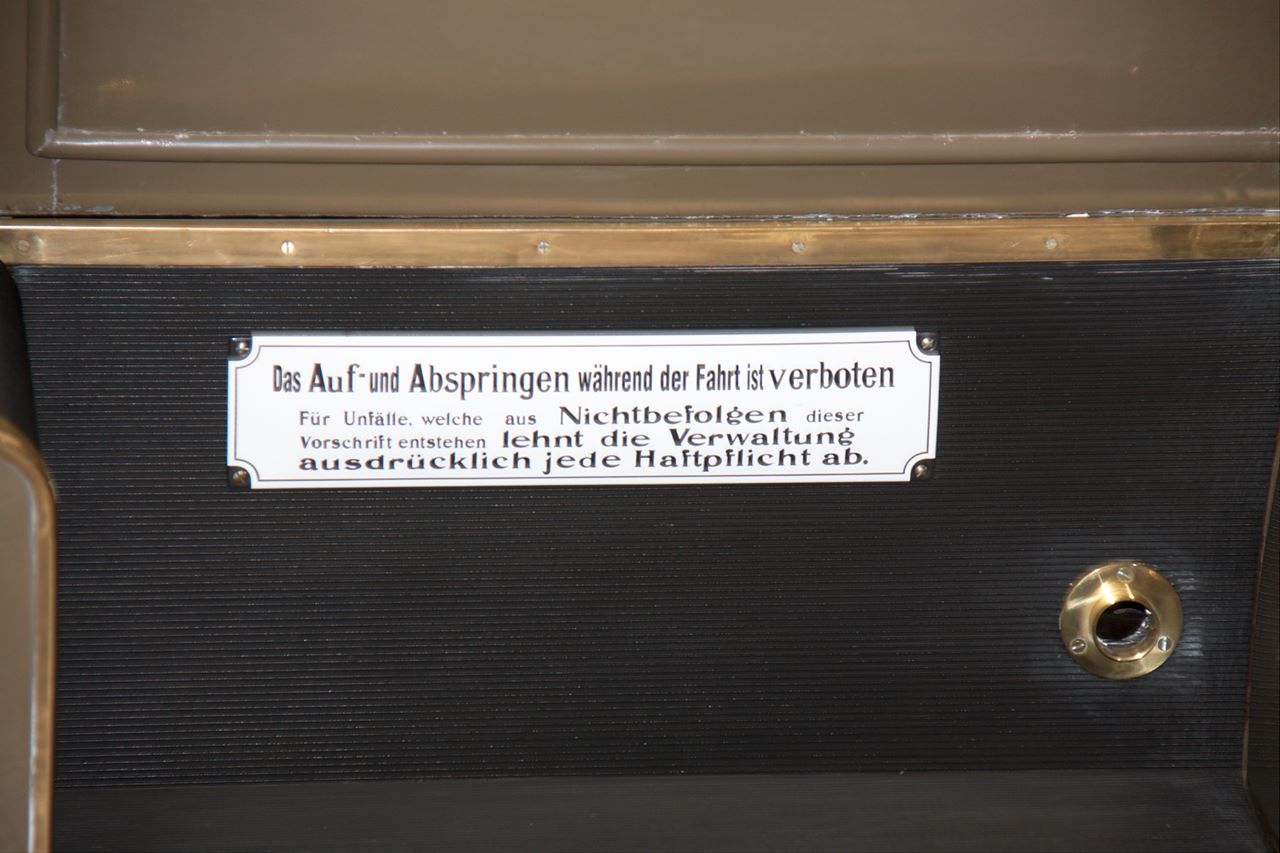 Das Auf- und Abspringen während der Fahrt ist verboten
Für Unfälle, welche aus Nichtbefolgen dieser
Vorschrift entstehen lehnt die Verwaltung
ausdrücklich jede Haftpflicht ab.